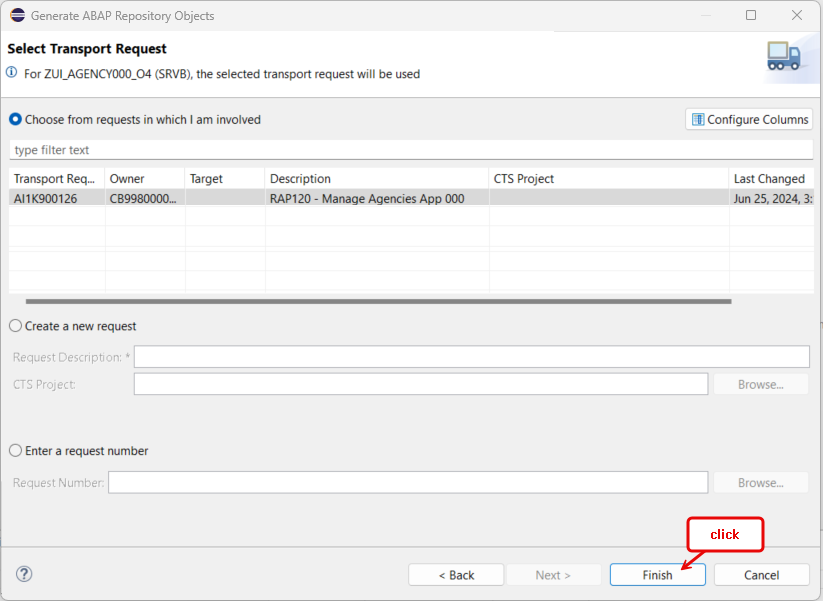 Generate ABAP Repository Objects
Select Transport Request
For ZUI_AGENCY000_O4 (SRVB), the selected transport request will be used
Choose from requests in which I am involved
Configure Columns
type filter text
Transport Req... Owner Target Description CTS Project Last Changed
AI1K900126 CB9980000... RAP120 - Manage Agencies App 000 Jun 25, 2024, 3:
Create a new request
Request Description: *
CTS Project:
Browse...
Enter a request number
Request Number:
Browse...
click
? < Back Next > Finish Cancel